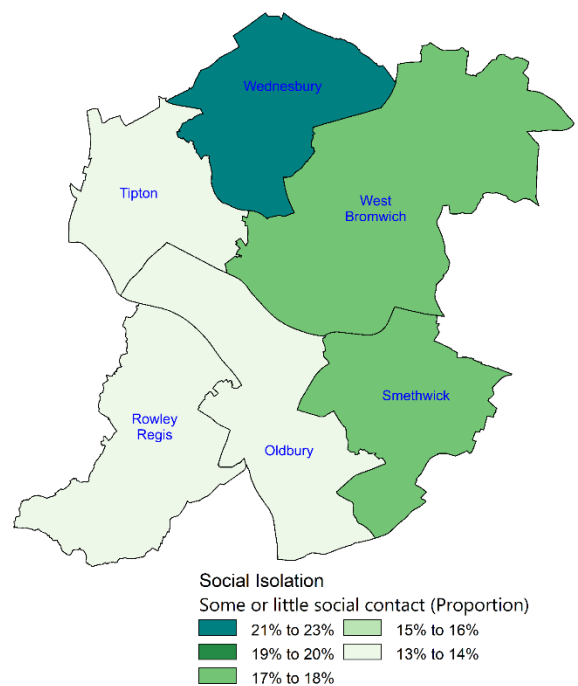 Wednesbury
West
Bromwich
Tipton
Smethwick
Rowley
Regis
Oldbury
Social Isolation
Some or little social contact (Proportion)
21% to 23%
15% to 16%
19% to 20%
13% to 14%
17% to 18%